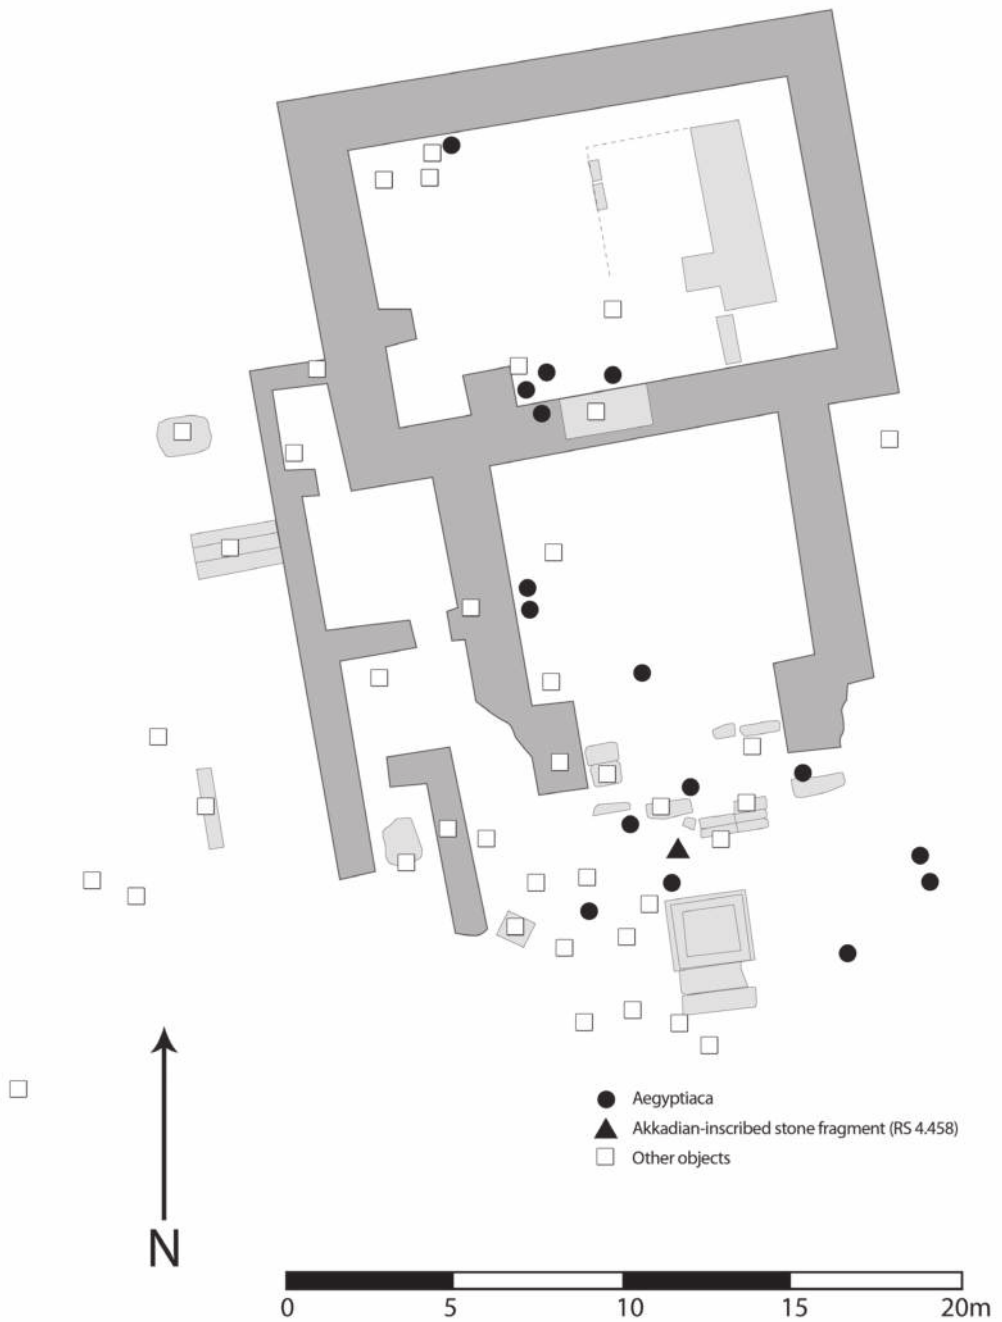 Aegyptiaca
Akkadian-inscribed stone fragment (RS 4.458)
Other objects
N
0 5 10 15 20m